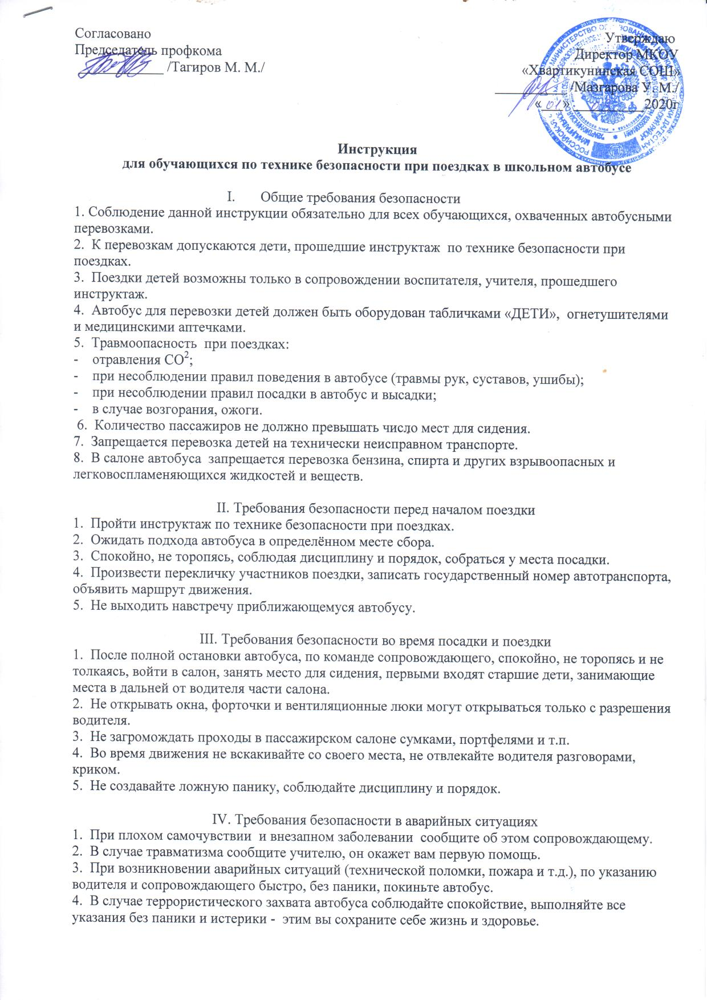 Согласовано
Председатель профкома
____________ /Тагиров М. М./
Утверждаю
Директор МКОУ
«Хвартикунинская СОШ»
__________ /Мазгарова У. М./
«01» __________ 2020г
Инструкция
для обучающихся по технике безопасности при поездках в школьном автобусе
I. Общие требования безопасности
1. Соблюдение данной инструкции обязательно для всех обучающихся, охваченных автобусными
перевозками.
2. К перевозкам допускаются дети, прошедшие инструктаж по технике безопасности при
поездках.
3. Поездки детей возможны только в сопровождении воспитателя, учителя, прошедшего
инструктаж.
4. Автобус для перевозки детей должен быть оборудован табличками «ДЕТИ», огнетушителями
и медицинскими аптечками.
5. Травмоопасность при поездках:
- отравления СО²;
- при несоблюдении правил поведения в автобусе (травмы рук, суставов, ушибы);
- при несоблюдении правил посадки в автобус и высадки;
- в случае возгорания, ожоги.
6. Количество пассажиров не должно превышать число мест для сидения.
7. Запрещается перевозка детей на технически неисправном транспорте.
8. В салоне автобуса запрещается перевозка бензина, спирта и других взрывоопасных и
легковоспламеняющихся жидкостей и веществ.
II. Требования безопасности перед началом поездки
1. Пройти инструктаж по технике безопасности при поездках.
2. Ожидать подхода автобуса в определённом месте сбора.
3. Спокойно, не торопясь, соблюдая дисциплину и порядок, собраться у места посадки.
4. Произвести перекличку участников поездки, записать государственный номер автотранспорта,
объявить маршрут движения.
5. Не выходить навстречу приближающемуся автобусу.
III. Требования безопасности во время посадки и поездки
1. После полной остановки автобуса, по команде сопровождающего, спокойно, не торопясь и не
толкаясь, войти в салон, занять место для сидения, первыми входят старшие дети, занимающие
места в дальней от водителя части салона.
2. Не открывать окна, форточки и вентиляционные люки могут открываться только с разрешения
водителя.
3. Не загромождать проходы в пассажирском салоне сумками, портфелями и т.п.
4. Во время движения не вскакивайте со своего места, не отвлекайте водителя разговорами,
криком.
5. Не создавайте ложную панику, соблюдайте дисциплину и порядок.
IV. Требования безопасности в аварийных ситуациях
1. При плохом самочувствии и внезапном заболевании сообщите об этом сопровождающему.
2. В случае травматизма сообщите учителю, он окажет вам первую помощь.
3. При возникновении аварийных ситуаций (технической поломки, пожара и т.д.), по указанию
водителя и сопровождающего быстро, без паники, покиньте автобус.
4. В случае террористического захвата автобуса соблюдайте спокойствие, выполняйте все
указания без паники и истерики - этим вы сохраните себе жизнь и здоровье.